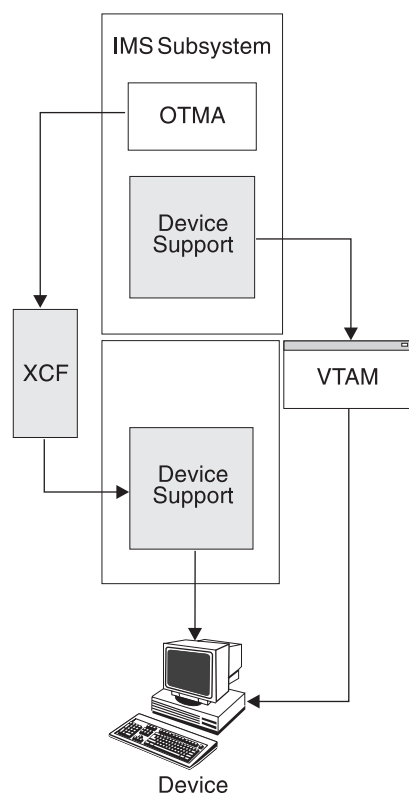 IMS Subsystem
OTMA
Device
Support
XCF
VTAM
Device
Support
Device